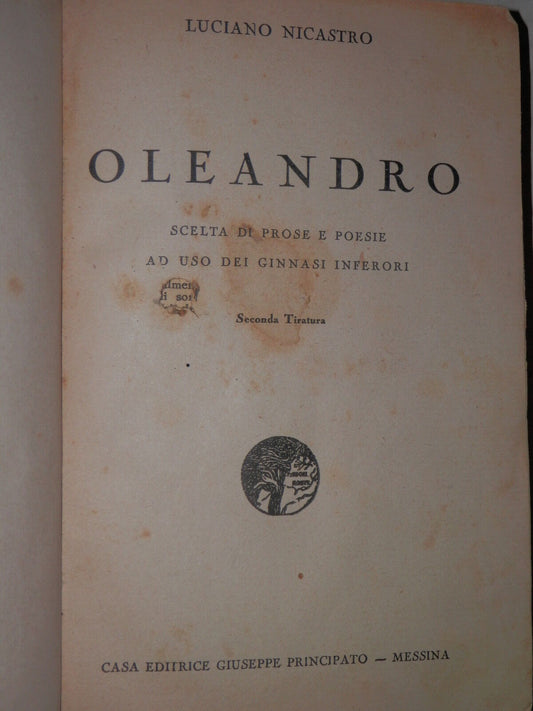 LUCIANO NICASTRO
OLEANDRO
SCELTA DI PROSE E POESIE
AD USO DEI GINNASI INFERORI
Seconda Tiratura
CASA EDITRICE GIUSEPPE PRINCIPATO — MESSINA